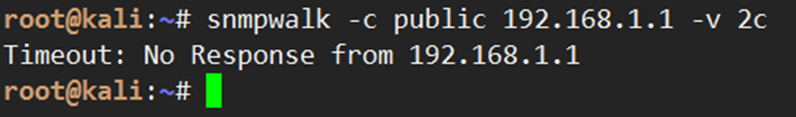 root@kali:~# snmpwalk -c public 192.168.1.1 -v 2c
Timeout: No Response from 192.168.1.1
root@kali:~#